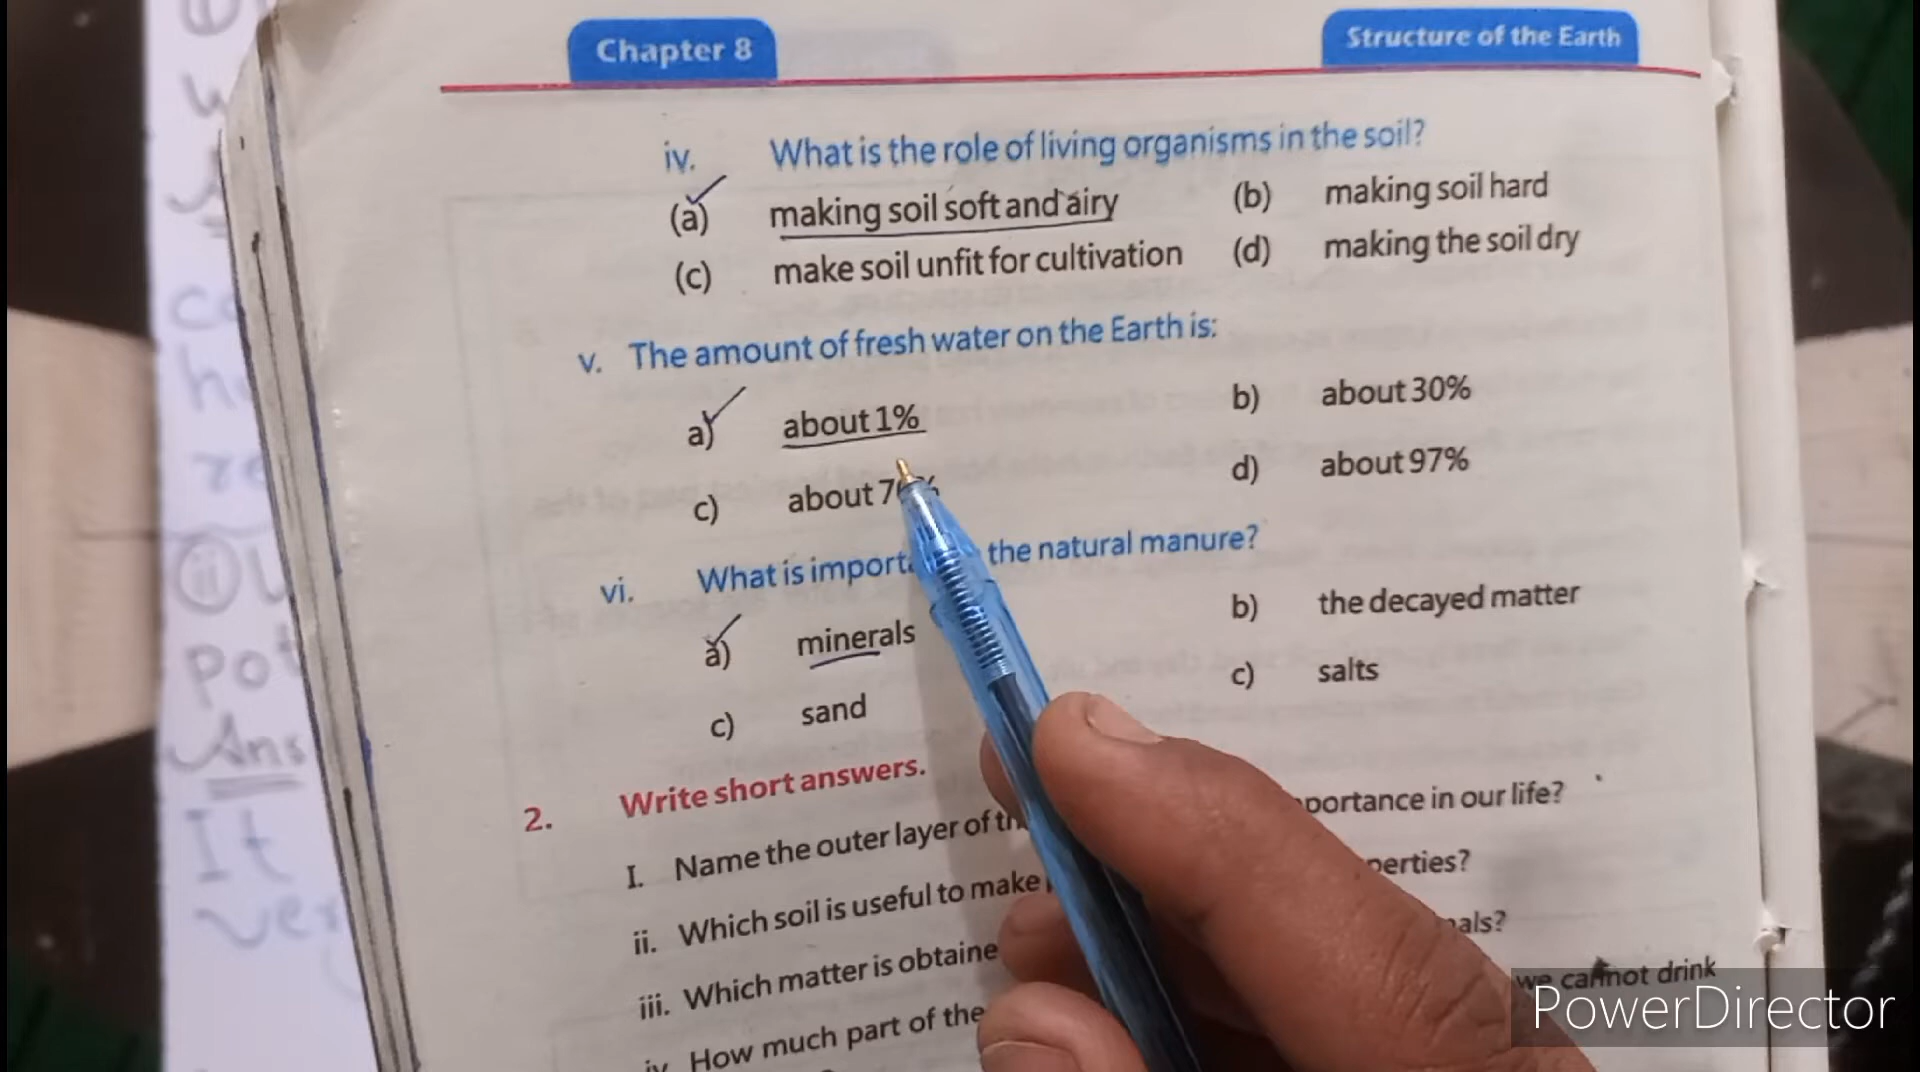 Chapter 8
Structure of the Earth
iv. What is the role of living organisms in the soil?
(a) making soil soft and airy (b) making soil hard
(c) make soil unfit for cultivation (d) making the soil dry
v. The amount of fresh water on the Earth is:
a) about 1% b) about 30%
c) about d) about 97%
vi. What is the natural manure?
a) minerals b) the decayed matter
c) sand c) salts
2. Write short answers.
I. Name the outer layer of in our life?
ii. Which soil is useful to make
iii. Which matter is
iv How much part of the we cannot drink
Ans
It
PowerDirector